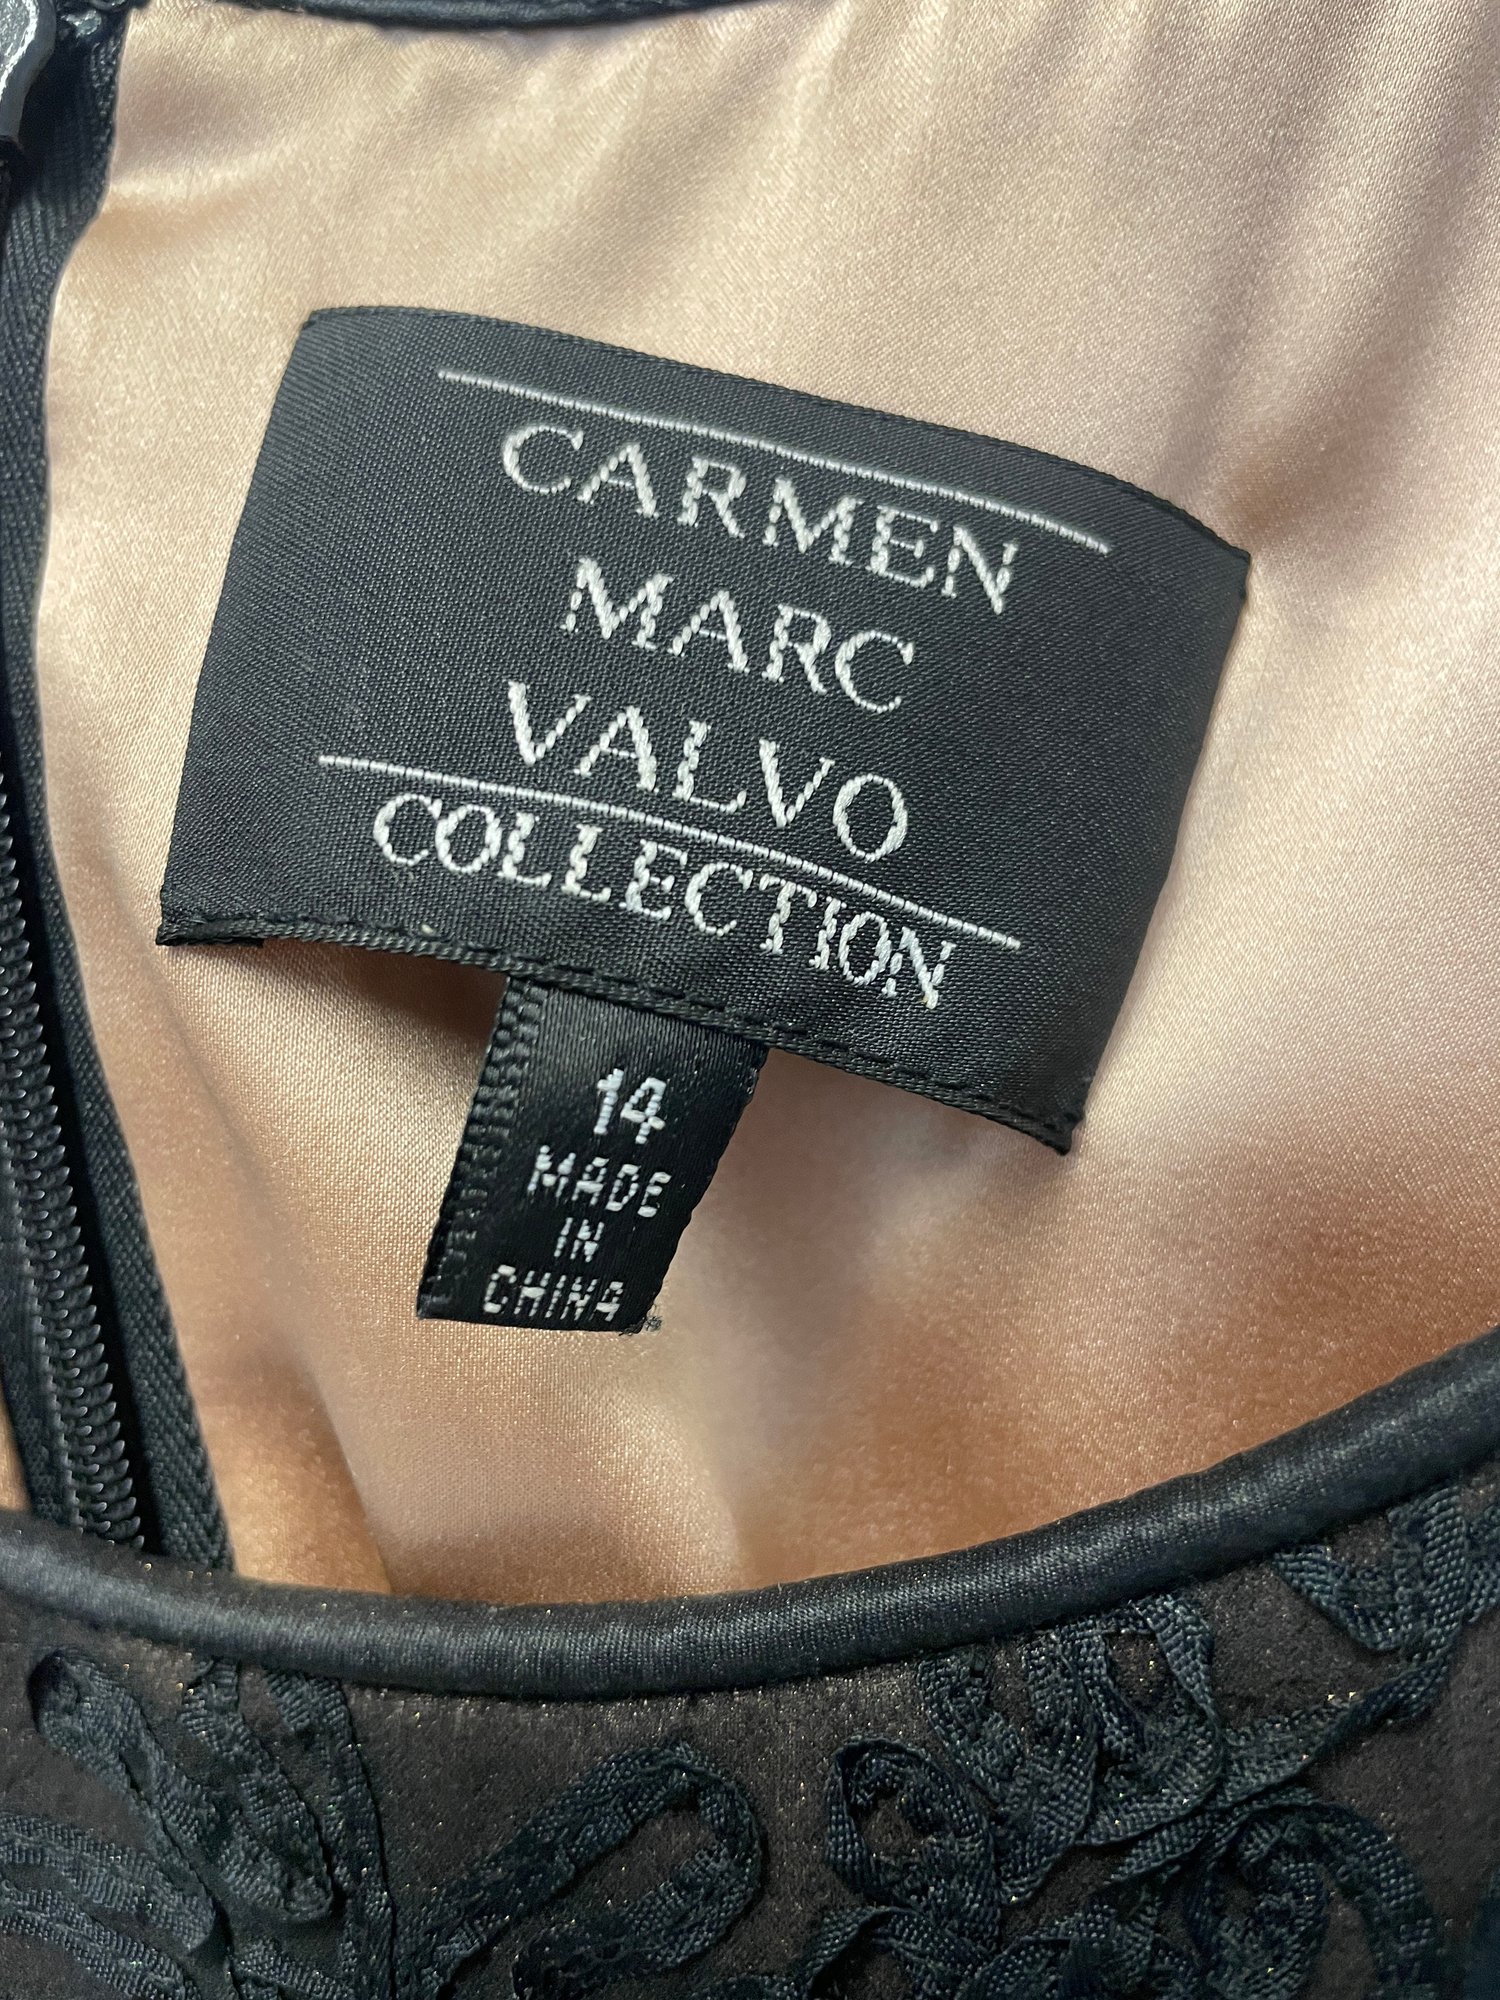 CARMEN
MARC
VALVO
COLLECTION
14
MADE
IN
CHINA